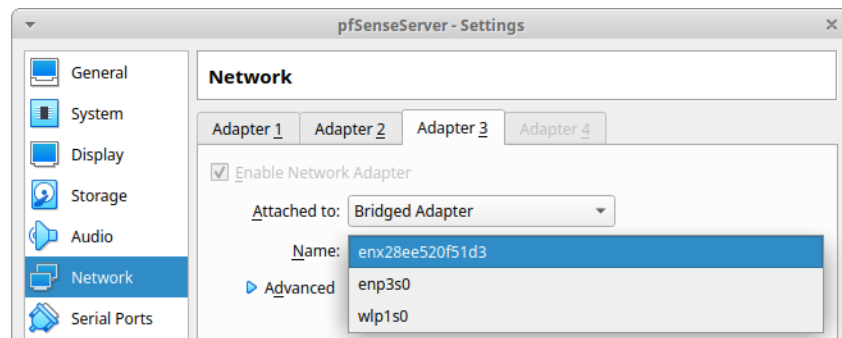 pfSenseServer - Settings
General
System
Display
Storage
Audio
Network
Serial Ports
Network
Adapter 1 Adapter 2 Adapter 3 Adapter 4
Enable Network Adapter
Attached to: Bridged Adapter
Name: enx28ee520f51d3
enp3s0
wlp1s0
Advanced